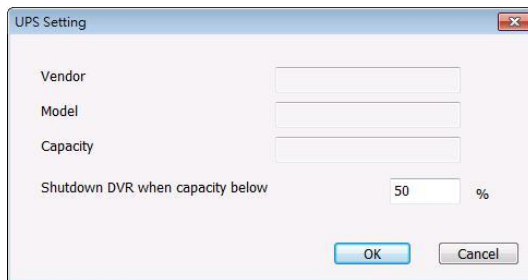 UPS Setting
Vendor
Model
Capacity
Shutdown DVR when capacity below 50 %
OK Cancel